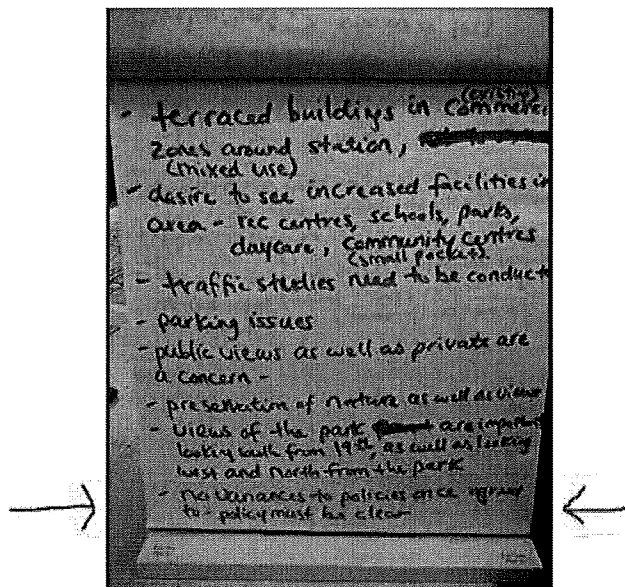 (existing)
- terraced buildings in
zones around station,
(mixed use)
- desire to see increased facilities in
area - rec centres, schools, parks,
daycare, community centres
(small pocket)
- traffic studies need to be conduct
- parking issues
- public views as well as private are
a concern -
- preservation of nature as well as views
- views of the park are important
looking south from 19th, as well as looking
west and north from the park
- no variances to policies once agreed
to - policy must be clear